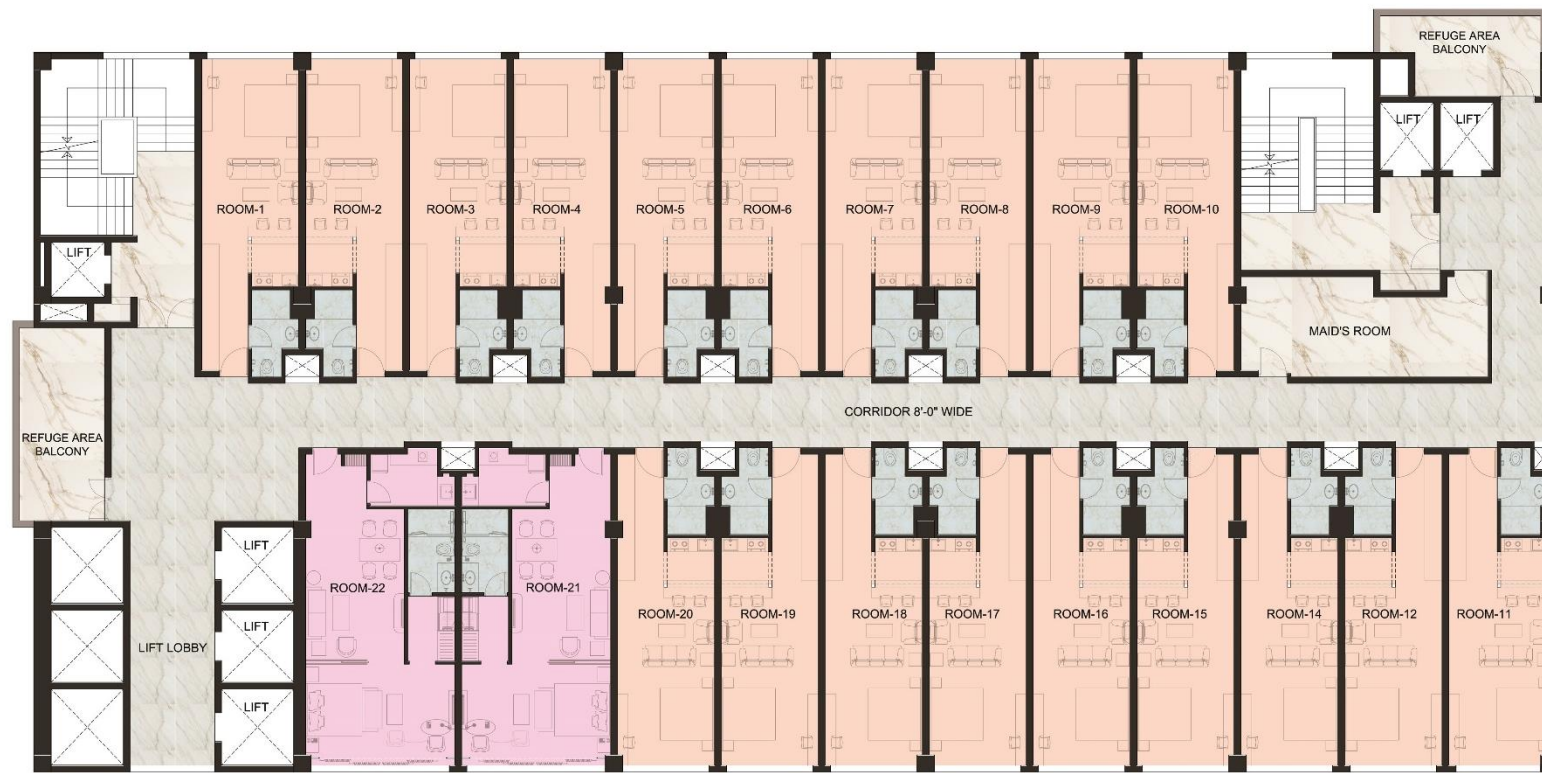 REFUGE AREA
BALCONY
LIFT
LIFT
ROOM-1
ROOM-2
ROOM-3
ROOM-4
ROOM-5
ROOM-6
ROOM-7
ROOM-8
ROOM-9
ROOM-10
LIFT
MAID'S ROOM
CORRIDOR 8'-0" WIDE
REFUGE AREA
BALCONY
LIFT
ROOM-22
ROOM-21
ROOM-20
ROOM-19
ROOM-18
ROOM-17
ROOM-16
ROOM-15
ROOM-14
ROOM-12
ROOM-11
LIFT
LIFT LOBBY
LIFT